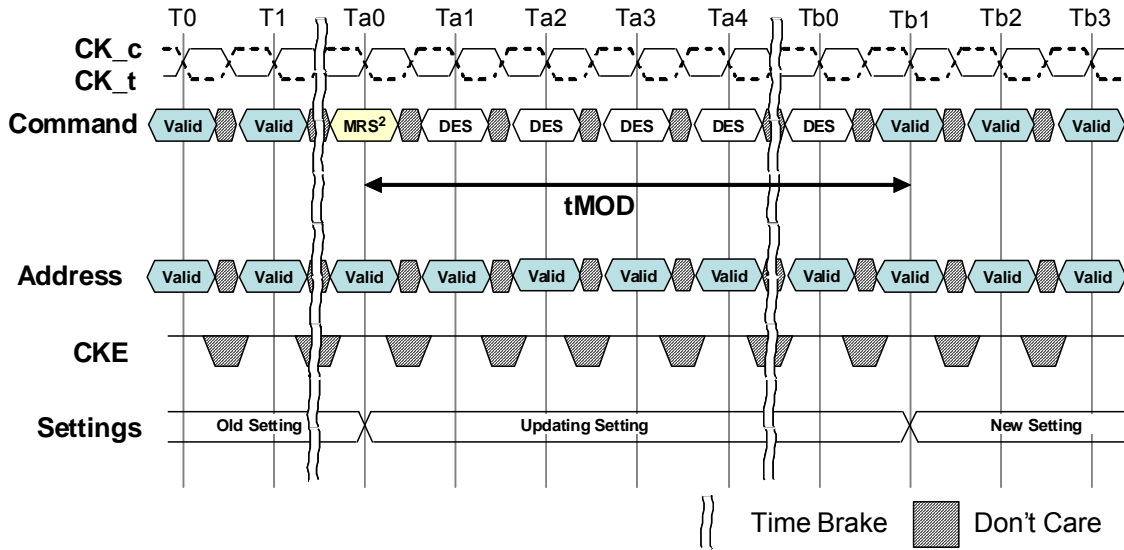 T0 T1 Ta0 Ta1 Ta2 Ta3 Ta4 Tb0 Tb1 Tb2 Tb3
CK_c
CK_t
Command Valid Valid MRS² DES DES DES DES DES Valid Valid Valid
tMOD
Address Valid Valid Valid Valid Valid Valid Valid Valid Valid Valid Valid
CKE
Settings Old Setting Updating Setting New Setting
Time Brake Don't Care